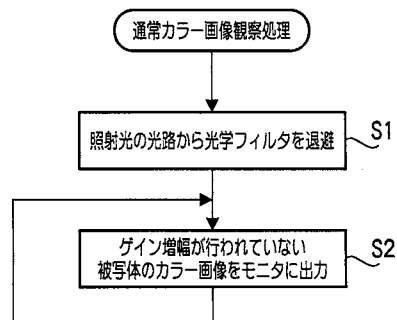 通常カラー画像観察処理
照射光の光路から光学フィルタを退避
S1
ゲイン増幅が行われていない
被写体のカラー画像をモニタに出力
S2